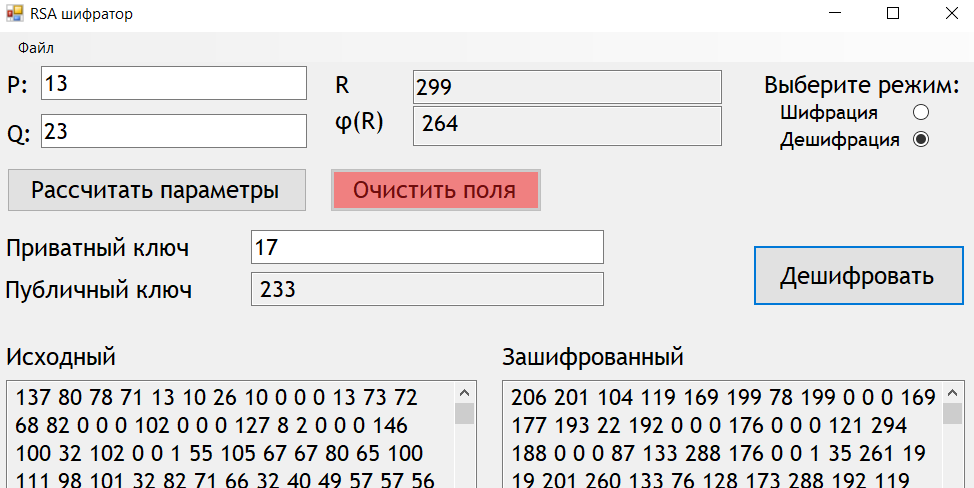 RSA шифратор
Файл
P: 13
R 299
Выберите режим:
Шифрация
Q: 23
φ(R) 264
Дешифрация
Рассчитать параметры
Очистить поля
Приватный ключ 17
Публичный ключ 233
Дешифровать
Исходный
137 80 78 71 13 10 26 10 0 0 0 13 73 72
68 82 0 0 0 102 0 0 0 127 8 2 0 0 0 146
100 32 102 0 0 1 55 105 67 67 80 65 100
111 98 101 32 82 71 66 32 40 49 57 57 56
Зашифрованный
206 201 104 119 169 199 78 199 0 0 0 169
177 193 22 192 0 0 0 176 0 0 0 121 294
188 0 0 0 87 133 288 176 0 0 1 35 261 19
19 201 260 133 76 128 173 288 192 119